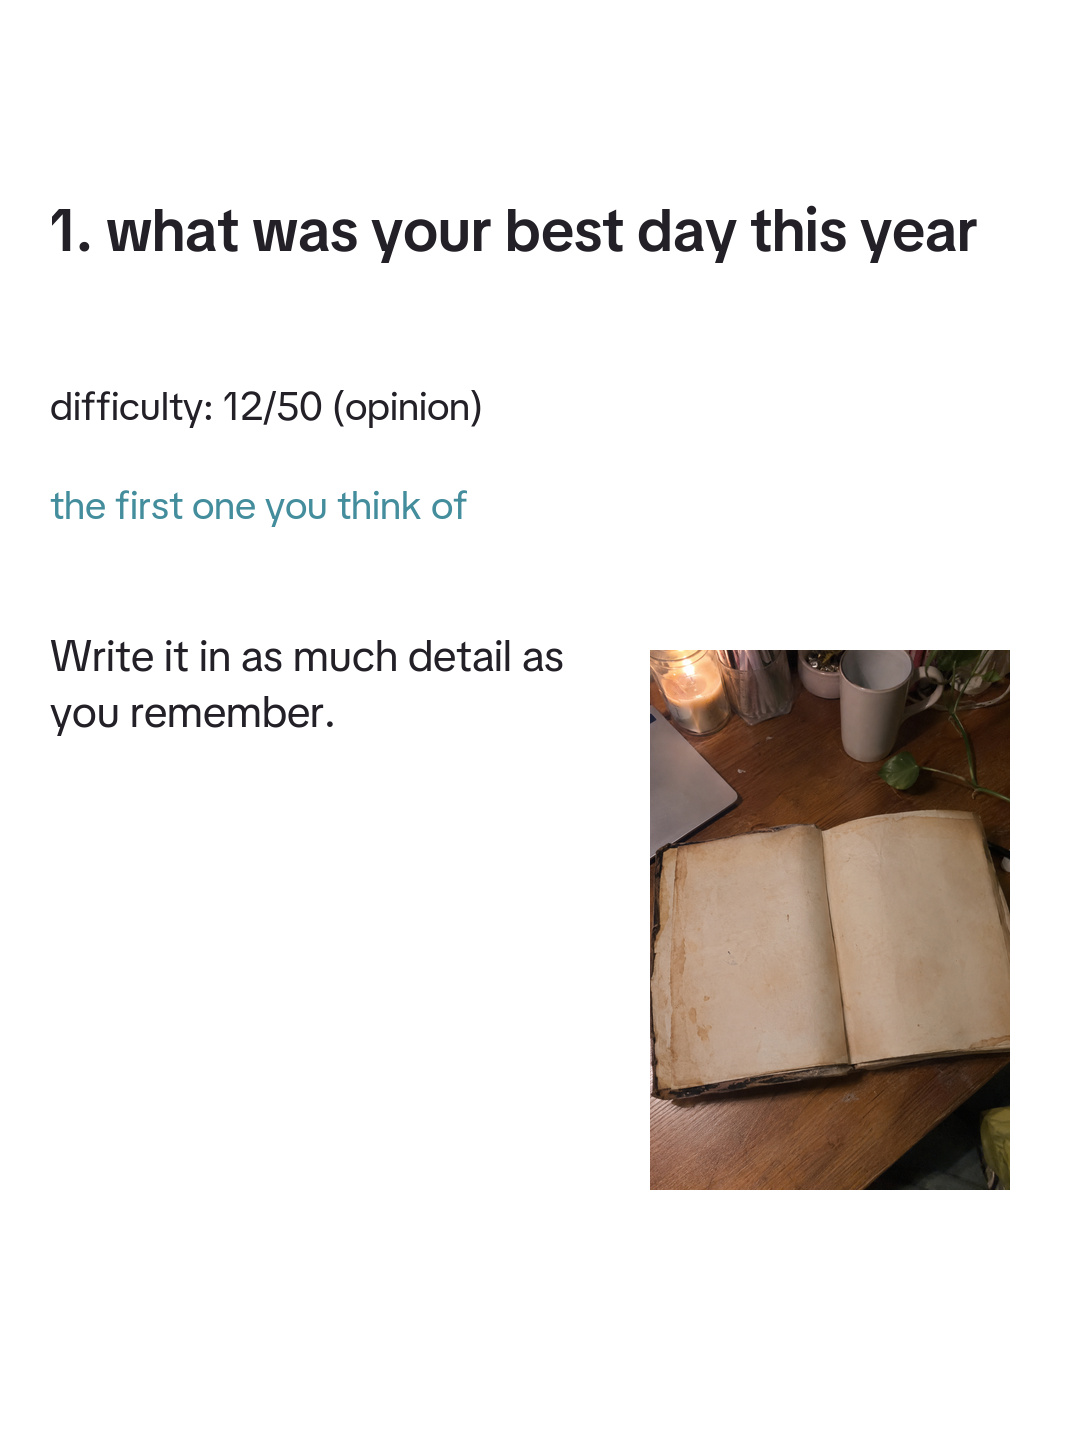 1. what was your best day this year
difficulty: 12/50 (opinion)
the first one you think of
Write it in as much detail as
you remember.